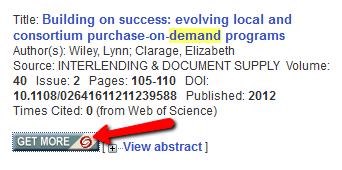 Title: Building on success: evolving local and
consortium purchase-on-demand programs
Author(s): Wiley, Lynn; Clarage, Elizabeth
Source: INTERLENDING & DOCUMENT SUPPLY Volume:
40 Issue: 2 Pages: 105-110 DOI:
10.1108/02641611211239588 Published: 2012
Times Cited: 0 (from Web of Science)
GET MORE S [ + View abstract ]